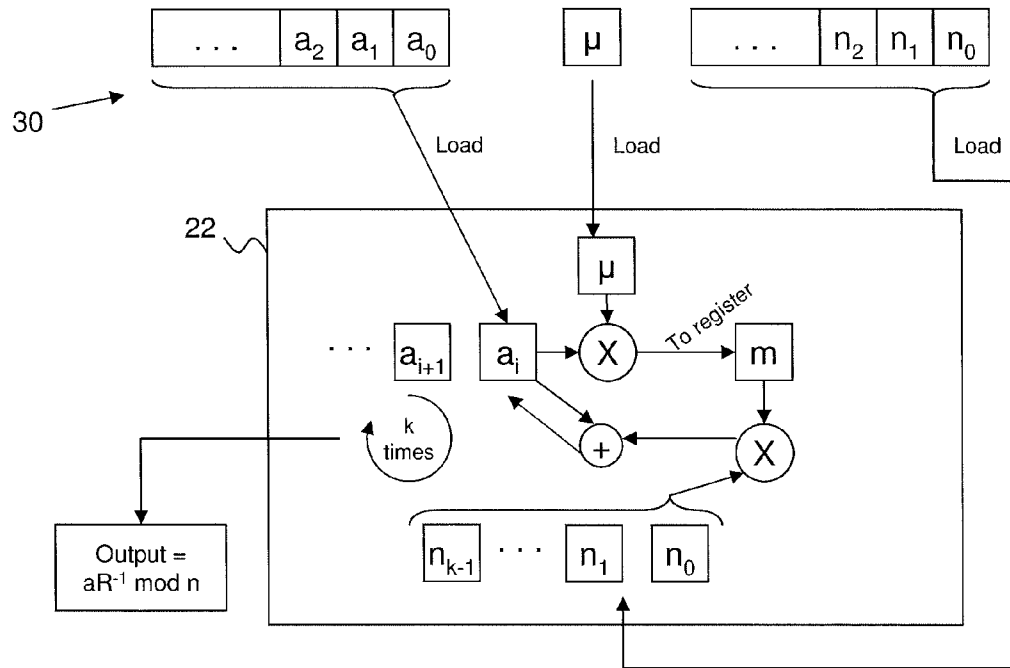 . . . a₂ a₁ a₀
μ
. . . n₂ n₁ n₀
30
Load
Load
Load
22
μ
. . . aᵢ₊₁ aᵢ X To register m
k
times
+
X
nₖ₋₁ . . . n₁ n₀
Output =
aR⁻¹ mod n